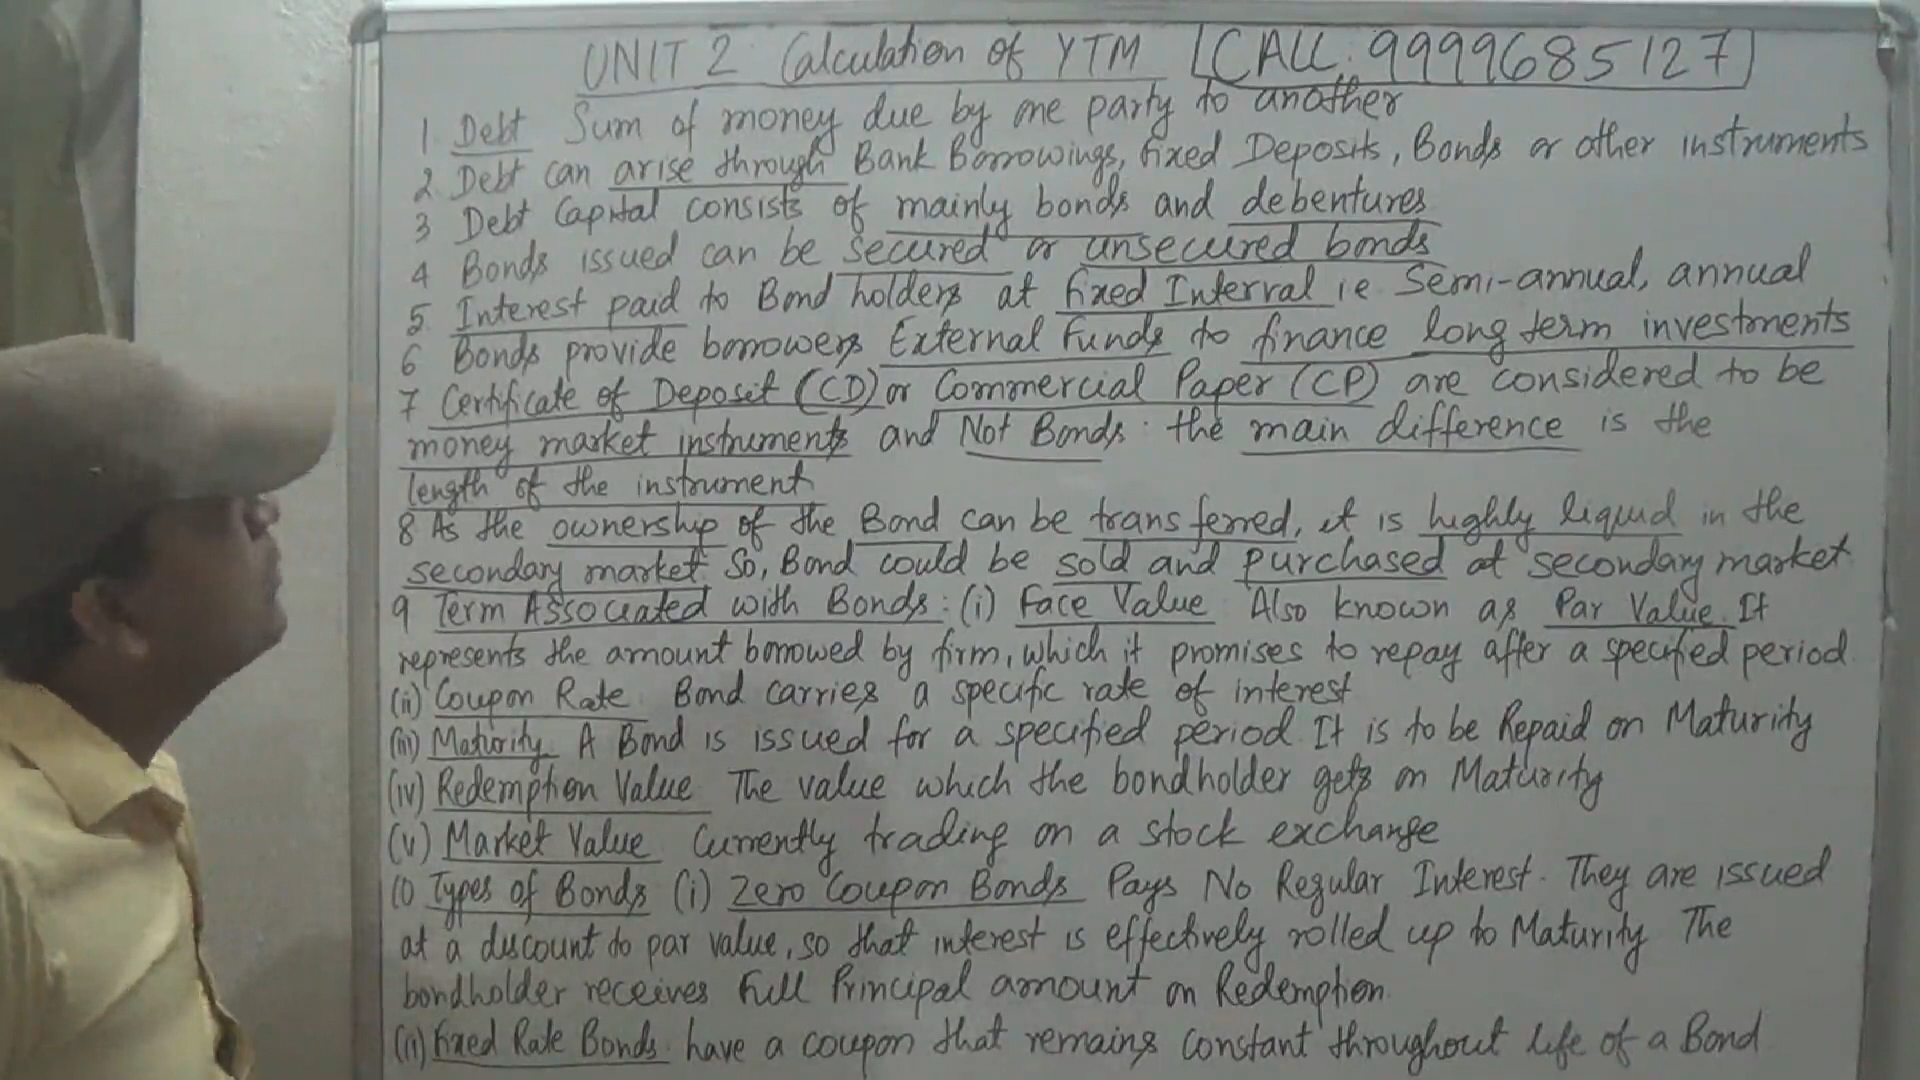 UNIT 2 Calculation of YTM CALL: 9999685127
1. Debt Sum of money due by one party to another
2. Debt can arise through Bank Borrowings, fixed Deposits, Bonds or other instruments
3 Debt Capital consists of mainly bonds and debentures
4 Bonds issued can be secured or unsecured bonds
5. Interest paid to Bond holders at fixed Interval ie Semi-annual, annual
6 Bonds provide borrowers External Funds to finance long term investments
7 Certificate of Deposit (CD) or Commercial Paper (CP) are considered to be
money market instruments and Not Bonds: the main difference is the
length of the instrument
8 As the ownership of the Bond can be transferred, it is highly liquid in the
secondary market. So, Bond could be sold and purchased at secondary market.
9 Term Associated with Bonds: (i) Face Value Also known as Par Value. It
represents the amount borrowed by firm, which it promises to repay after a specified period
(ii) Coupon Rate Bond carries a specific rate of interest
(iii) Maturity A Bond is issued for a specified period. It is to be Repaid on Maturity
(iv) Redemption Value The value which the bondholder gets on Maturity
(v) Market Value Currently trading on a stock exchange
10 Types of Bonds (i) Zero Coupon Bonds Pays No Regular Interest. They are issued
at a discount to par value, so that interest is effectively rolled up to Maturity The
bondholder receives Full Principal amount on Redemption.
(ii) fixed Rate Bonds have a coupon that remains constant throughout life of a Bond